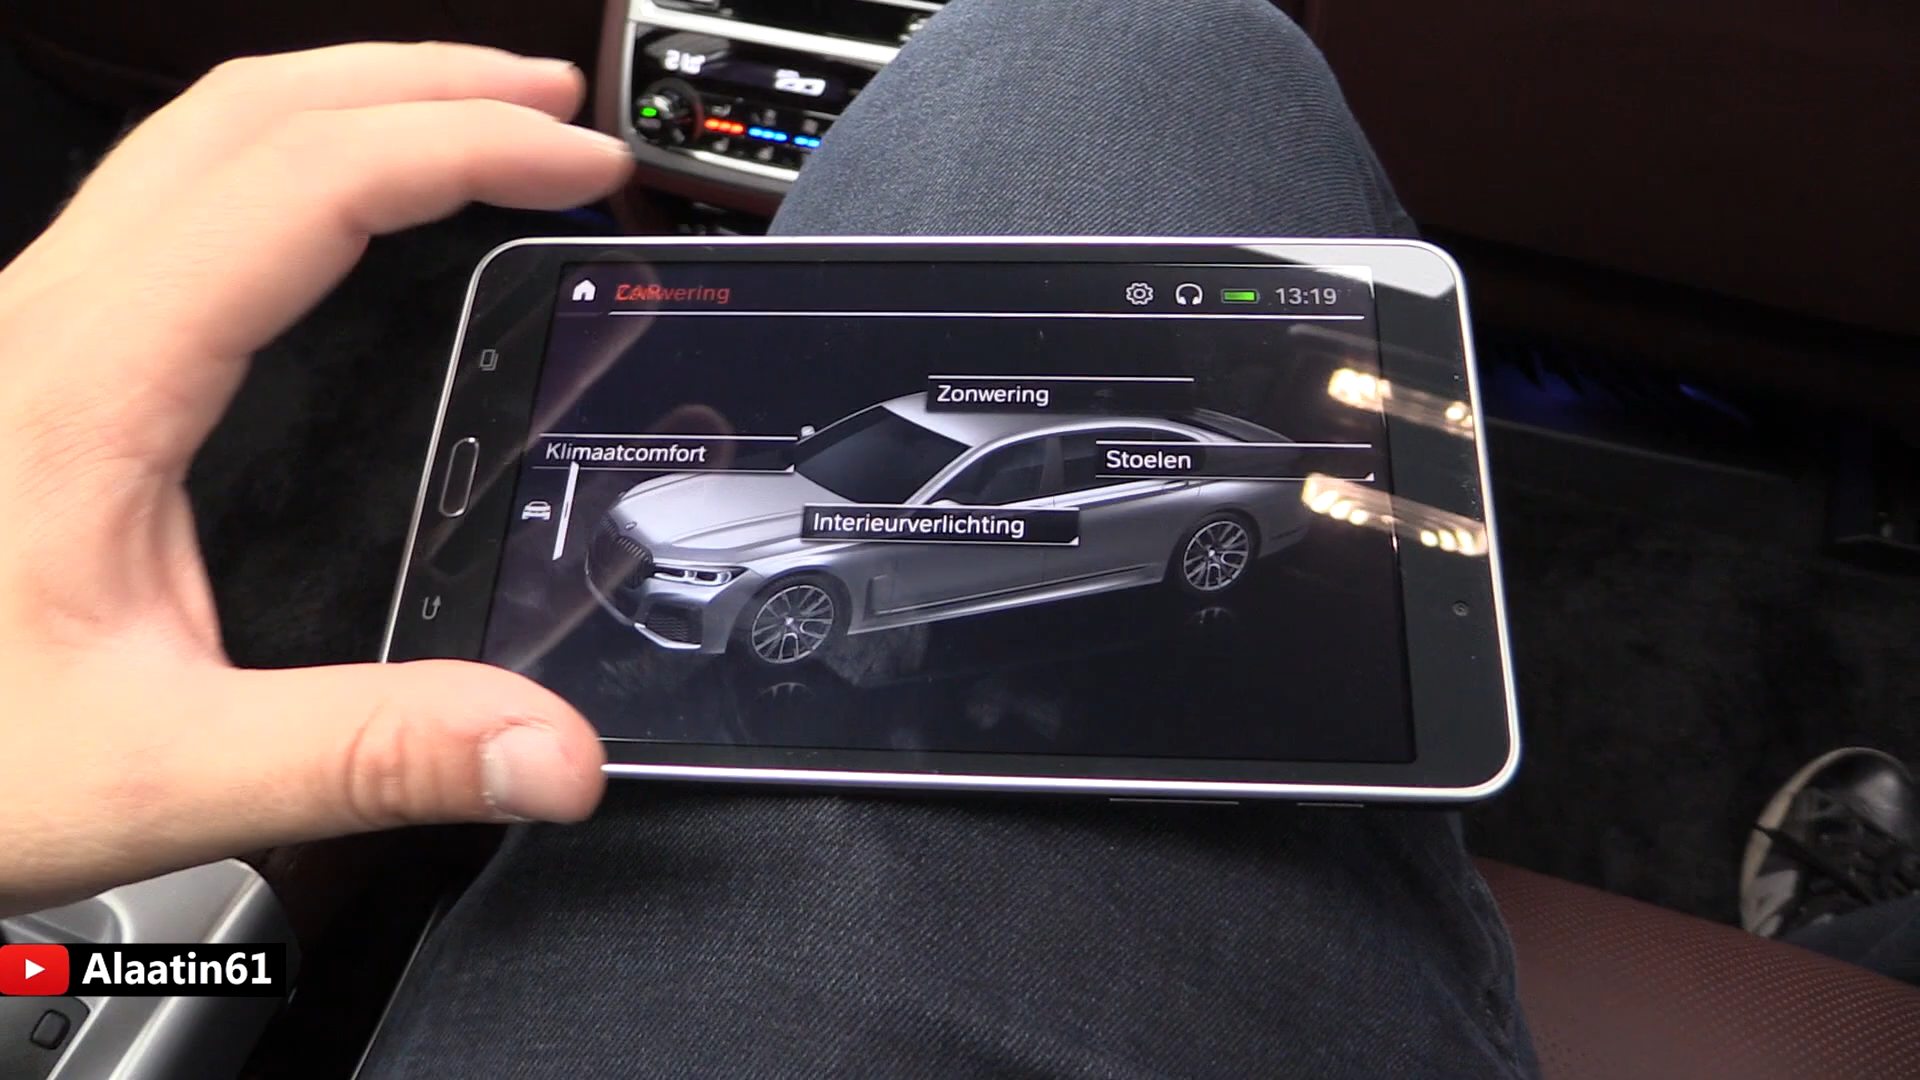 13:19
Zonwering
Klimaatcomfort
Stoelen
Interieurverlichting
Alaatin61